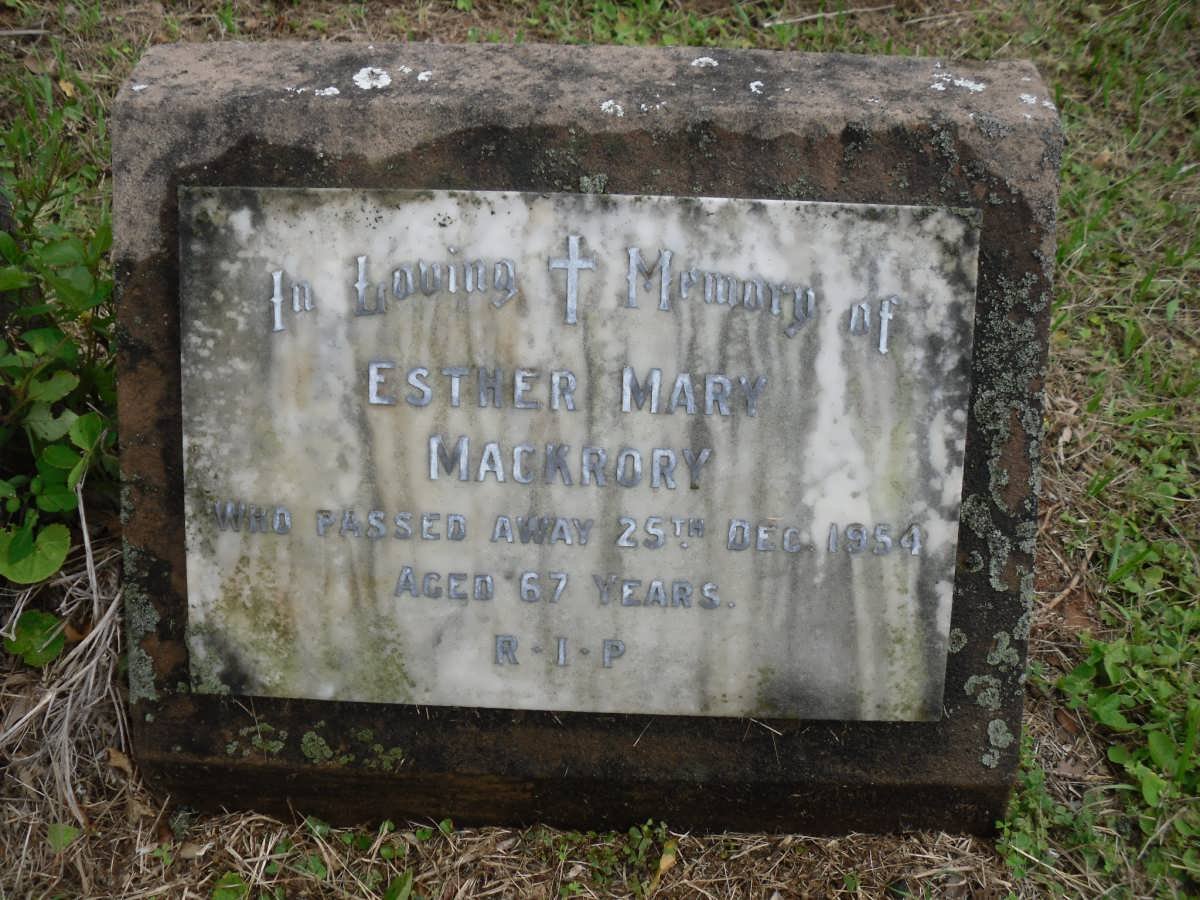 In Loving Memory of
ESTHER MARY
MACKRORY
WHO PASSED AWAY 25TH DEC. 1954
AGED 67 YEARS.
R·I·P